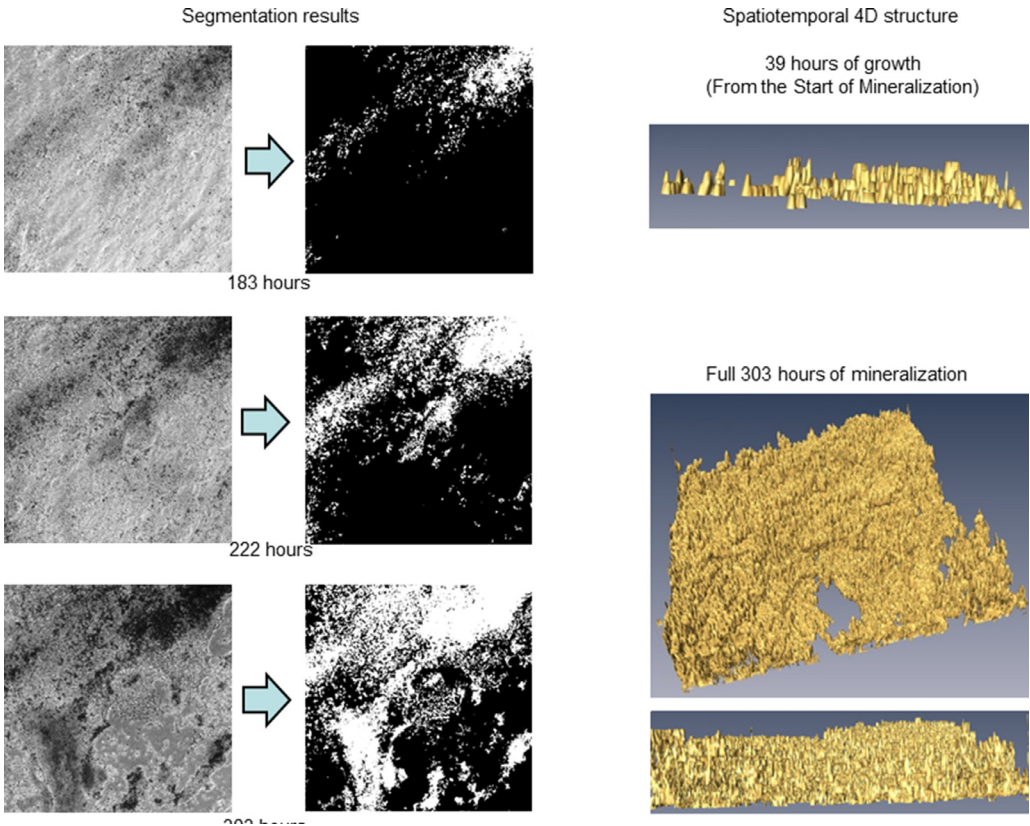 Segmentation results
183 hours
222 hours
Spatiotemporal 4D structure
39 hours of growth
(From the Start of Mineralization)
Full 303 hours of mineralization